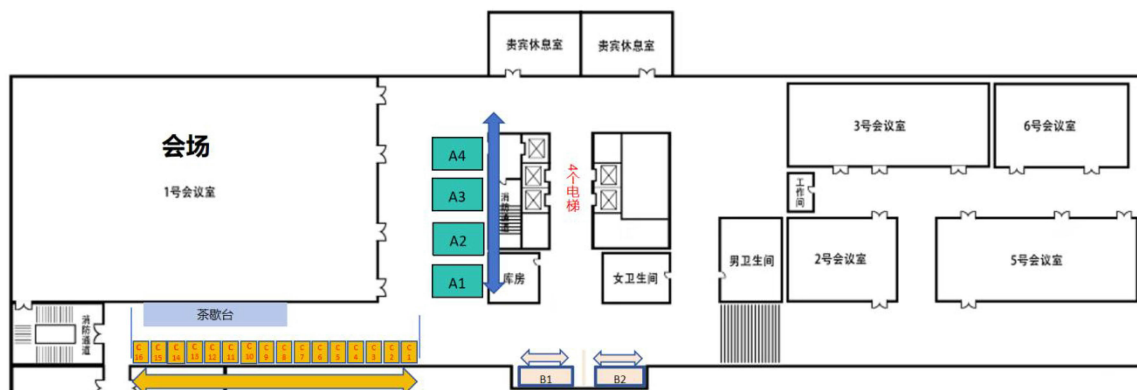 贵宾休息室
贵宾休息室
会场
1号会议室
A4
A3
A2
A1
消防通道
4个电梯
库房
女卫生间
男卫生间
3号会议室
6号会议室
工作间
2号会议室
5号会议室
茶歇台
消防通道
C
16
C
15
C
14
C
13
C
12
C
11
C
10
C
9
C
8
C
7
C
6
C
5
C
4
C
3
C
2
C
1
B1
B2